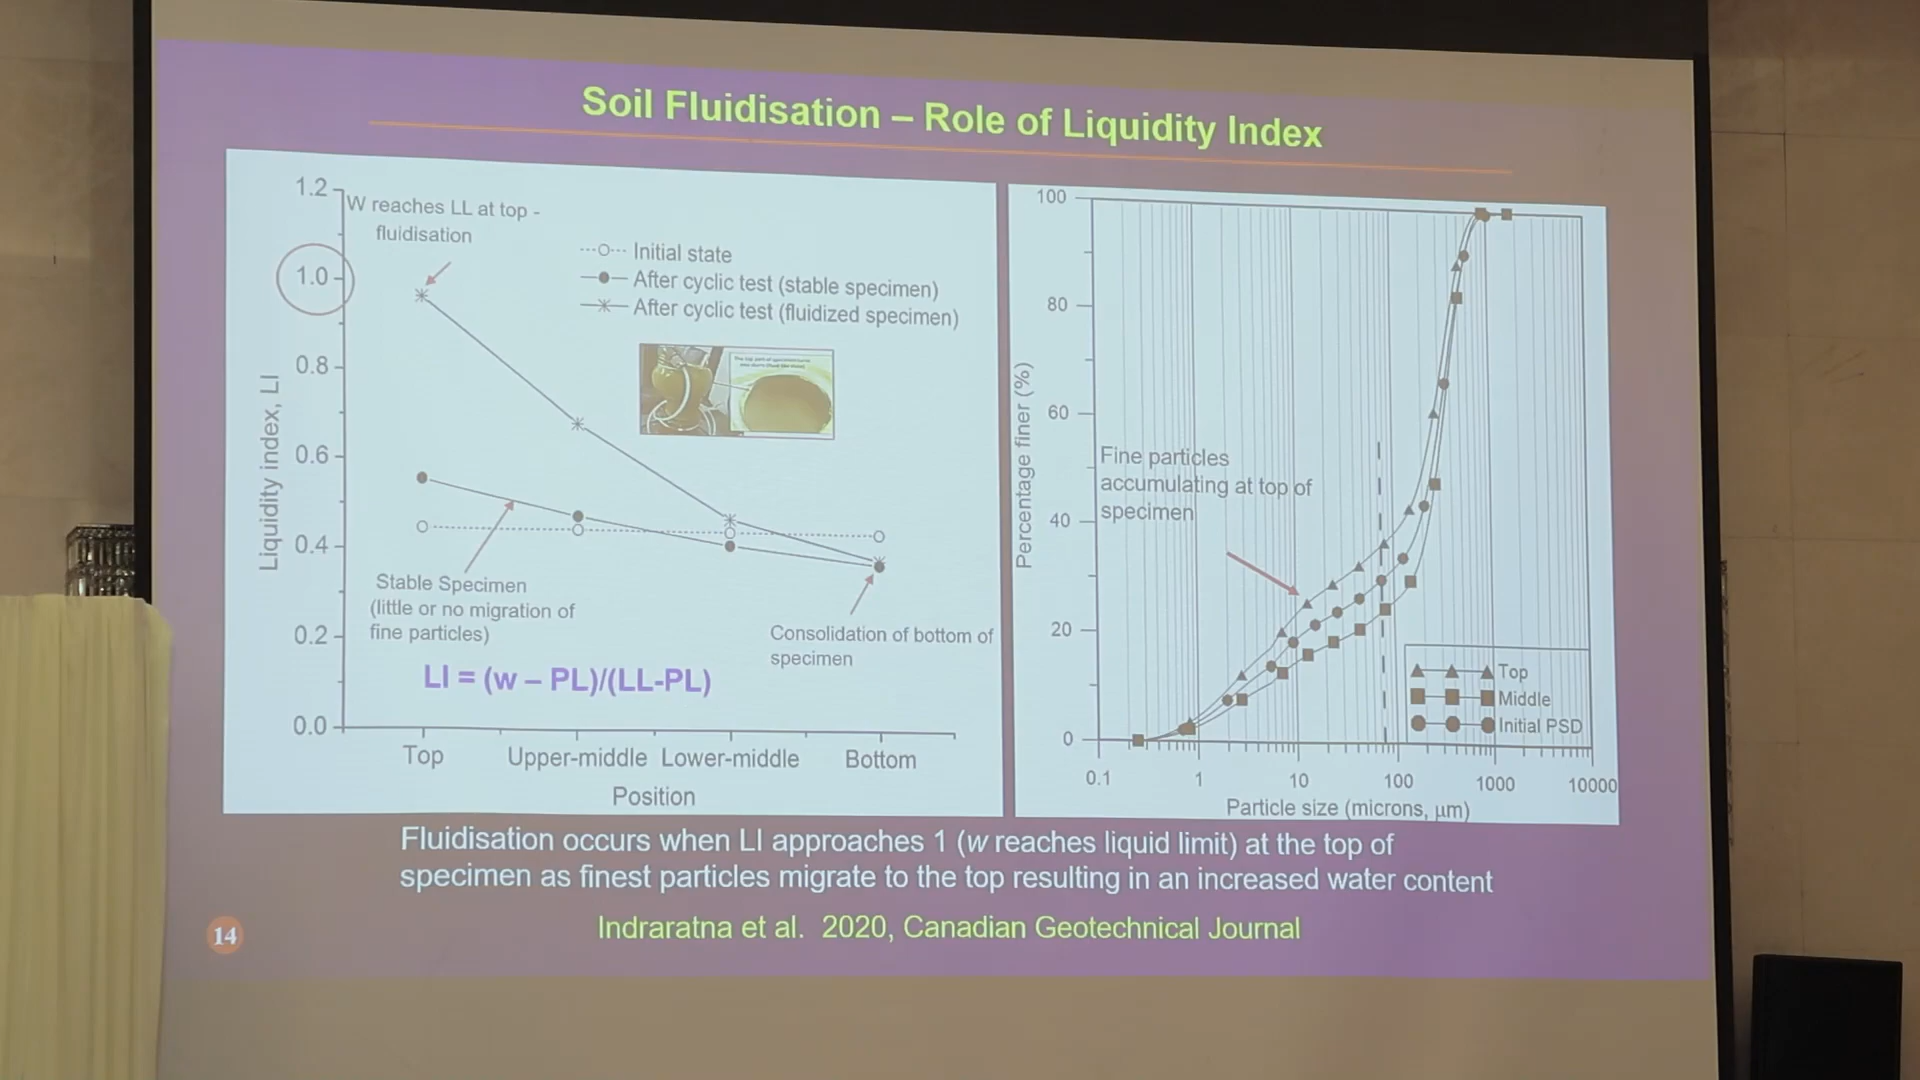 Soil Fluidisation – Role of Liquidity Index
1.2
1.0
0.8
0.6
0.4
0.2
0.0
Liquidity index, LI
W reaches LL at top -
fluidisation
Initial state
After cyclic test (stable specimen)
After cyclic test (fluidized specimen)
Stable Specimen
(little or no migration of
fine particles)
Consolidation of bottom of
specimen
LI = (w – PL)/(LL-PL)
Top
Upper-middle
Lower-middle
Bottom
Position
100
80
60
40
20
0
Percentage finer (%)
Fine particles
accumulating at top of
specimen
Top
Middle
Initial PSD
0.1
1
10
100
1000
10000
Particle size (microns, μm)
Fluidisation occurs when LI approaches 1 (w reaches liquid limit) at the top of
specimen as finest particles migrate to the top resulting in an increased water content
Indraratna et al. 2020, Canadian Geotechnical Journal
14